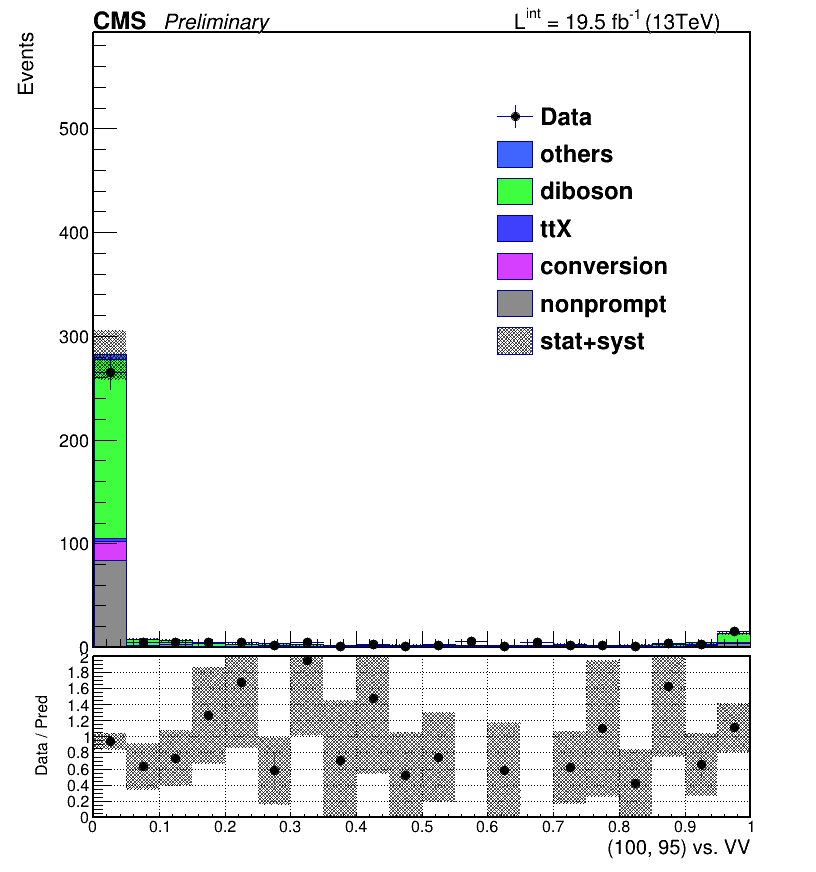 CMS Preliminary L^int = 19.5 fb^-1 (13TeV)
Events
Data
others
diboson
ttX
conversion
nonprompt
stat+syst
500
400
300
200
100
0
Data / Pred
2
1.8
1.6
1.4
1.2
1
0.8
0.6
0.4
0.2
0
0 0.1 0.2 0.3 0.4 0.5 0.6 0.7 0.8 0.9 1
(100, 95) vs. VV